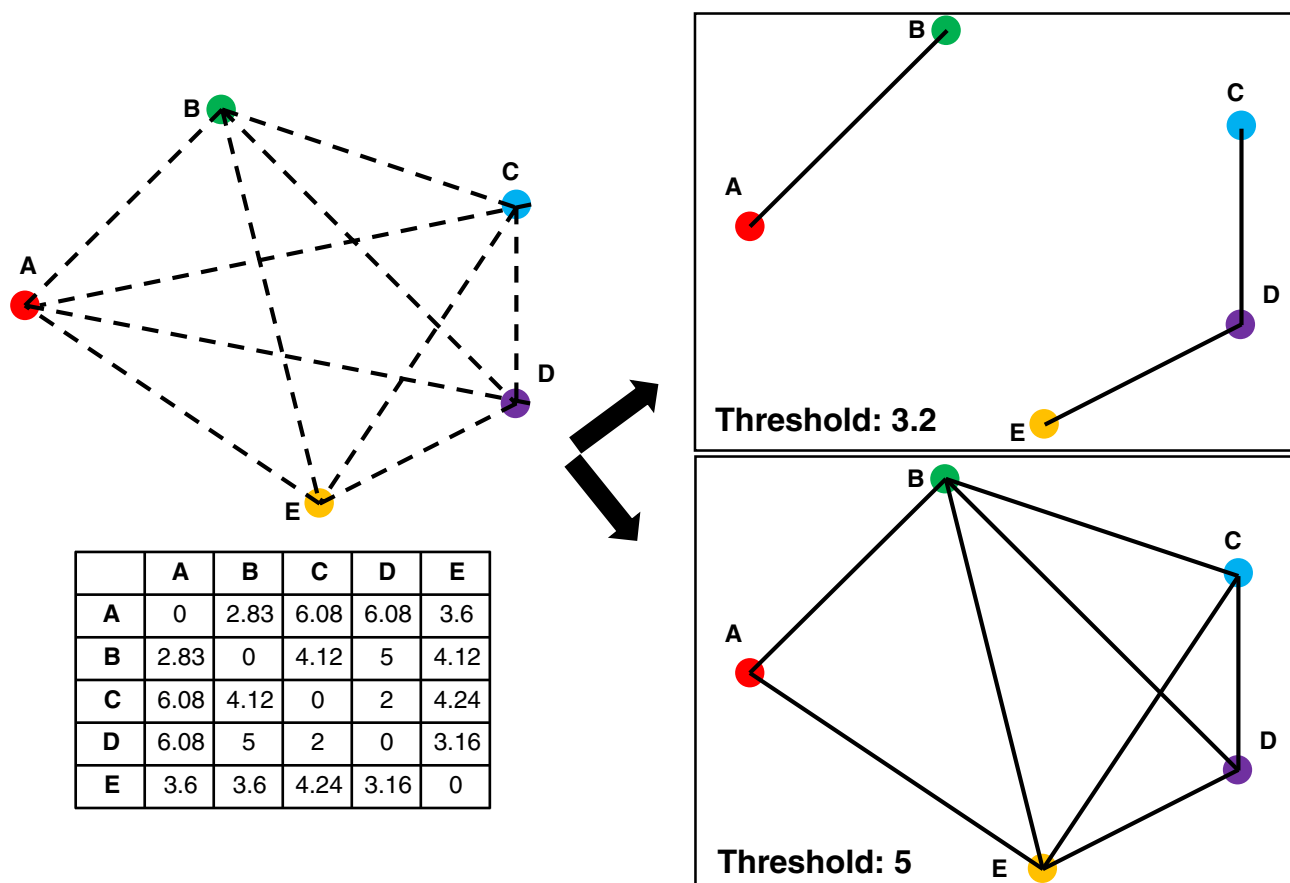 B
C
A
D
E
A B C D E
A 0 2.83 6.08 6.08 3.6
B 2.83 0 4.12 5 4.12
C 6.08 4.12 0 2 4.24
D 6.08 5 2 0 3.16
E 3.6 3.6 4.24 3.16 0
B
C
A
D
E
Threshold: 3.2
B
C
A
D
E
Threshold: 5